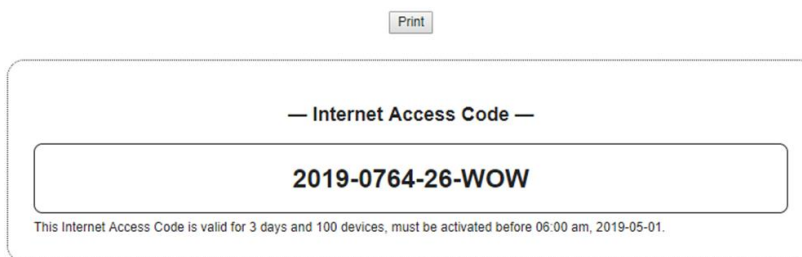 Print
— Internet Access Code —
2019-0764-26-WOW
This Internet Access Code is valid for 3 days and 100 devices, must be activated before 06:00 am, 2019-05-01.